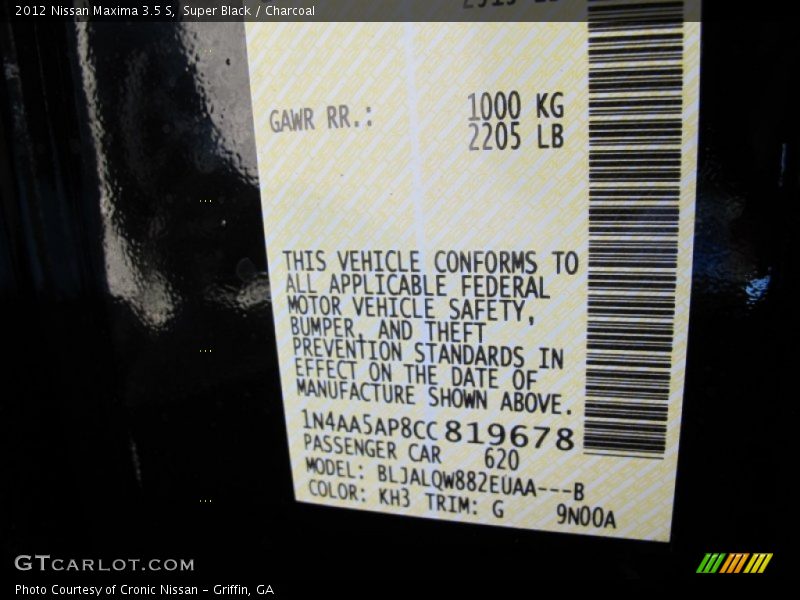 2012 Nissan Maxima 3.5 S, Super Black / Charcoal
GAWR RR.: 1000 KG
2205 LB
THIS VEHICLE CONFORMS TO
ALL APPLICABLE FEDERAL
MOTOR VEHICLE SAFETY,
BUMPER, AND THEFT
PREVENTION STANDARDS IN
EFFECT ON THE DATE OF
MANUFACTURE SHOWN ABOVE.
1N4AA5AP8CC819678
PASSENGER CAR 620
MODEL: BLJALQW882EUAA---B
COLOR: KH3 TRIM: G 9N00A
GTCARLOT.COM
Photo Courtesy of Cronic Nissan – Griffin, GA